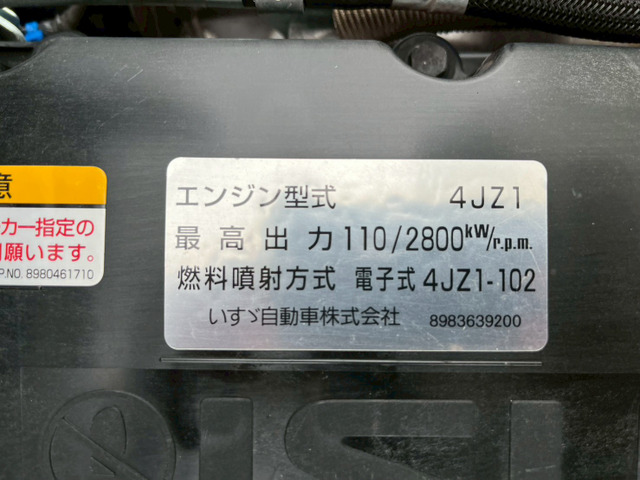 エンジン型式 4JZ1
最高出力 110/2800kW/r.p.m.
燃料噴射方式 電子式 4JZ1-102
いすゞ自動車株式会社 8983639200
意
カー指定の
願います。
P.NO. 8980461710